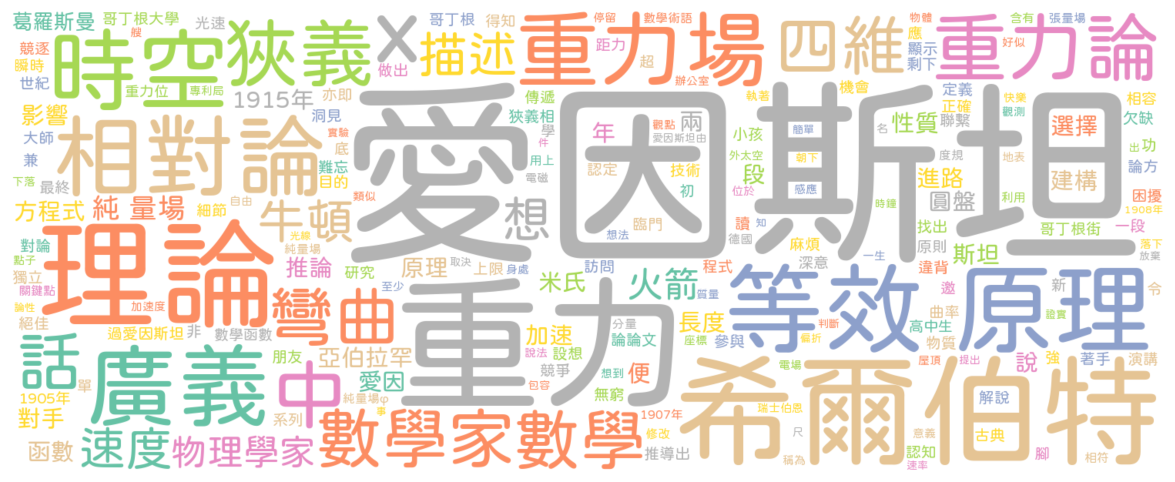 愛因斯坦
重力
希爾伯特
理論
等效 原理
時空
狹義
相對論
廣義
重力場
重力論
四維
描述
X
數學家
數學
物理學家
速度
中
彎曲
話
牛頓
想
火箭
性質
建構
選擇
進路
圓盤
兩
段
年
影響
方程式
純 量場
推論
原理
米氏
加速
長度
便
說
愛因
亞伯拉罕
對手
函數
斯坦
1915年
葛羅斯曼
哥丁根大學
艘
光速
競逐
瞬時
世紀
重力位
專利局
亦即
洞見
大師
兼
下落
最終
實驗
底
難忘
目的
細節
自由
類似
哥丁根
得知
做出
傳遞
狹義相
學
件
用上
電磁
停留
數學術語
距力
超
辦公室
觀點
愛因斯坦由
認定
技術
初
臨門
想法
德國
讀
知
小孩
外太空
位於
執著
機會
簡單
朝下
感應
名
度規
時鐘
一生
麻煩
深意
程式
訪問
質量
上限
身處
取決
研究
至少
物體
應
顯示
剩下
含有
張量場
好似
定義
正確
聯繫
快樂
觀測
地表
利用
相容
欠缺
出
功
論方
困擾
1908年
一段
哥丁根街
找出
原則
違背
落下
放棄
令
新
邀
曲率
證實
高中生
物質
參與
座標
判斷
偏折
電場
屋頂
提出
強
著手
演講
解說
古典
瑞士伯恩
意義
尺
稱為
認知
速率
腳
相符
對論
點子
獨立
關鍵點
論性
加速度
絕佳
過愛因斯坦
非
數學函數
光線
純量場
朋友
單
1905年
純量場φ
事
系列
說法
設想
競爭
包容
分量
論論文
想到
無窮
1907年
修改
推導出